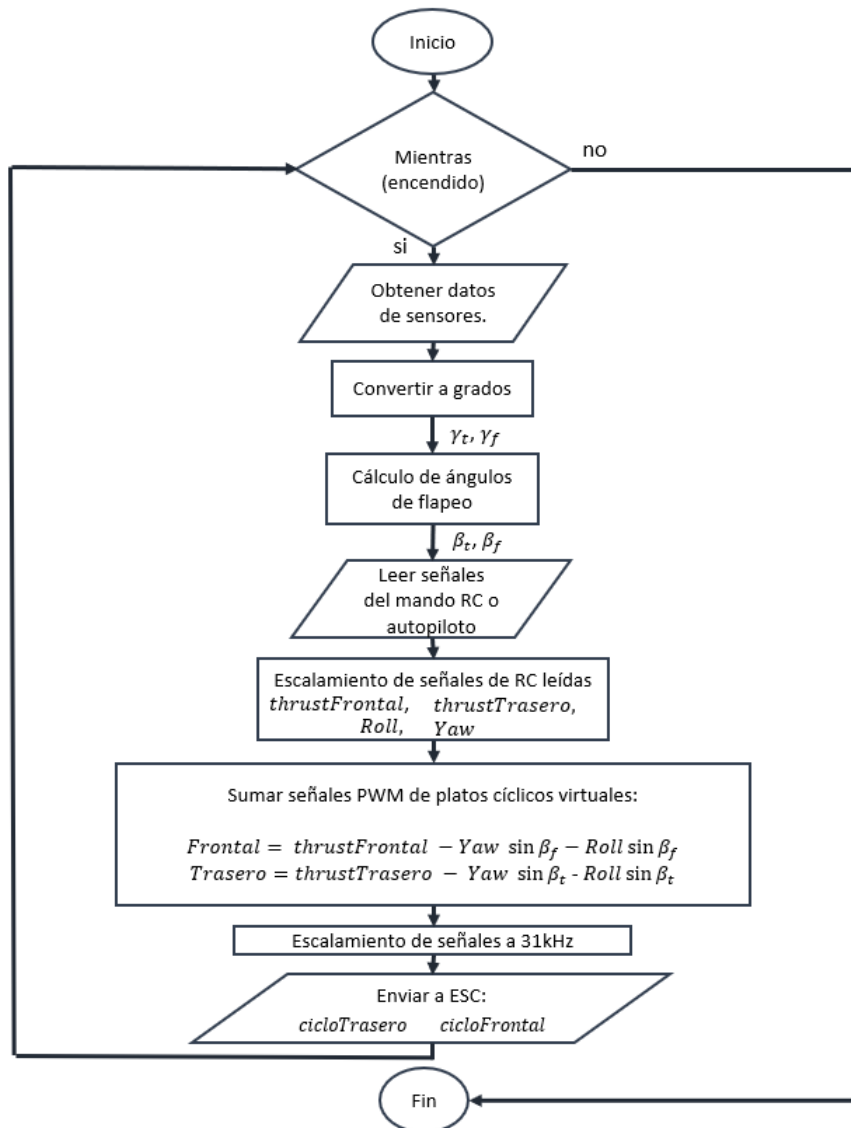 Inicio
Mientras
(encendido)
no
si
Obtener datos
de sensores.
Convertir a grados
γt, γf
Cálculo de ángulos
de flapeo
βt, βf
Leer señales
del mando RC o
autopiloto
Escalamiento de señales de RC leídas
thrustFrontal, thrustTrasero,
Roll, Yaw
Sumar señales PWM de platos cíclicos virtuales:
Frontal = thrustFrontal − Yaw sin βf − Roll sin βf
Trasero = thrustTrasero − Yaw sin βt - Roll sin βt
Escalamiento de señales a 31kHz
Enviar a ESC:
cicloTrasero cicloFrontal
Fin